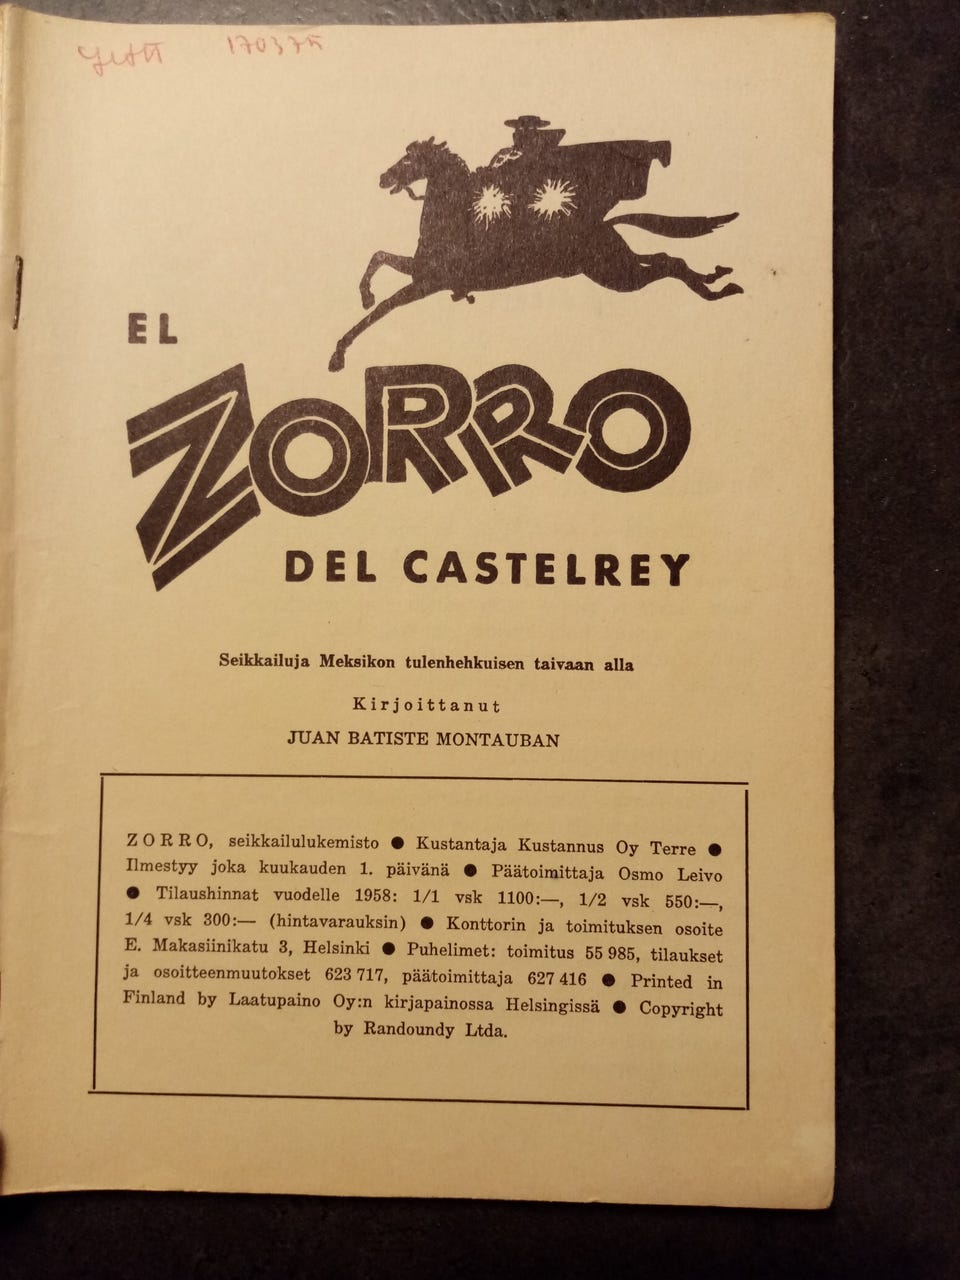 170375
EL
ZORRO
DEL CASTELREY
Seikkailuja Meksikon tulenhehkuisen taivaan alla
Kirjoittanut
JUAN BATISTE MONTAUBAN
ZORRO, seikkailulukemisto ● Kustantaja Kustannus Oy Terre ●
Ilmestyy joka kuukauden 1. päivänä ● Päätoimittaja Osmo Leivo
● Tilaushinnat vuodelle 1958: 1/1 vsk 1100:—, 1/2 vsk 550:—,
1/4 vsk 300:— (hintavarauksin) ● Konttorin ja toimituksen osoite
E. Makasiinikatu 3, Helsinki ● Puhelimet: toimitus 55 985, tilaukset
ja osoitteenmuutokset 623 717, päätoimittaja 627 416 ● Printed in
Finland by Laatupaino Oy:n kirjapainossa Helsingissä ● Copyright
by Randoundy Ltda.